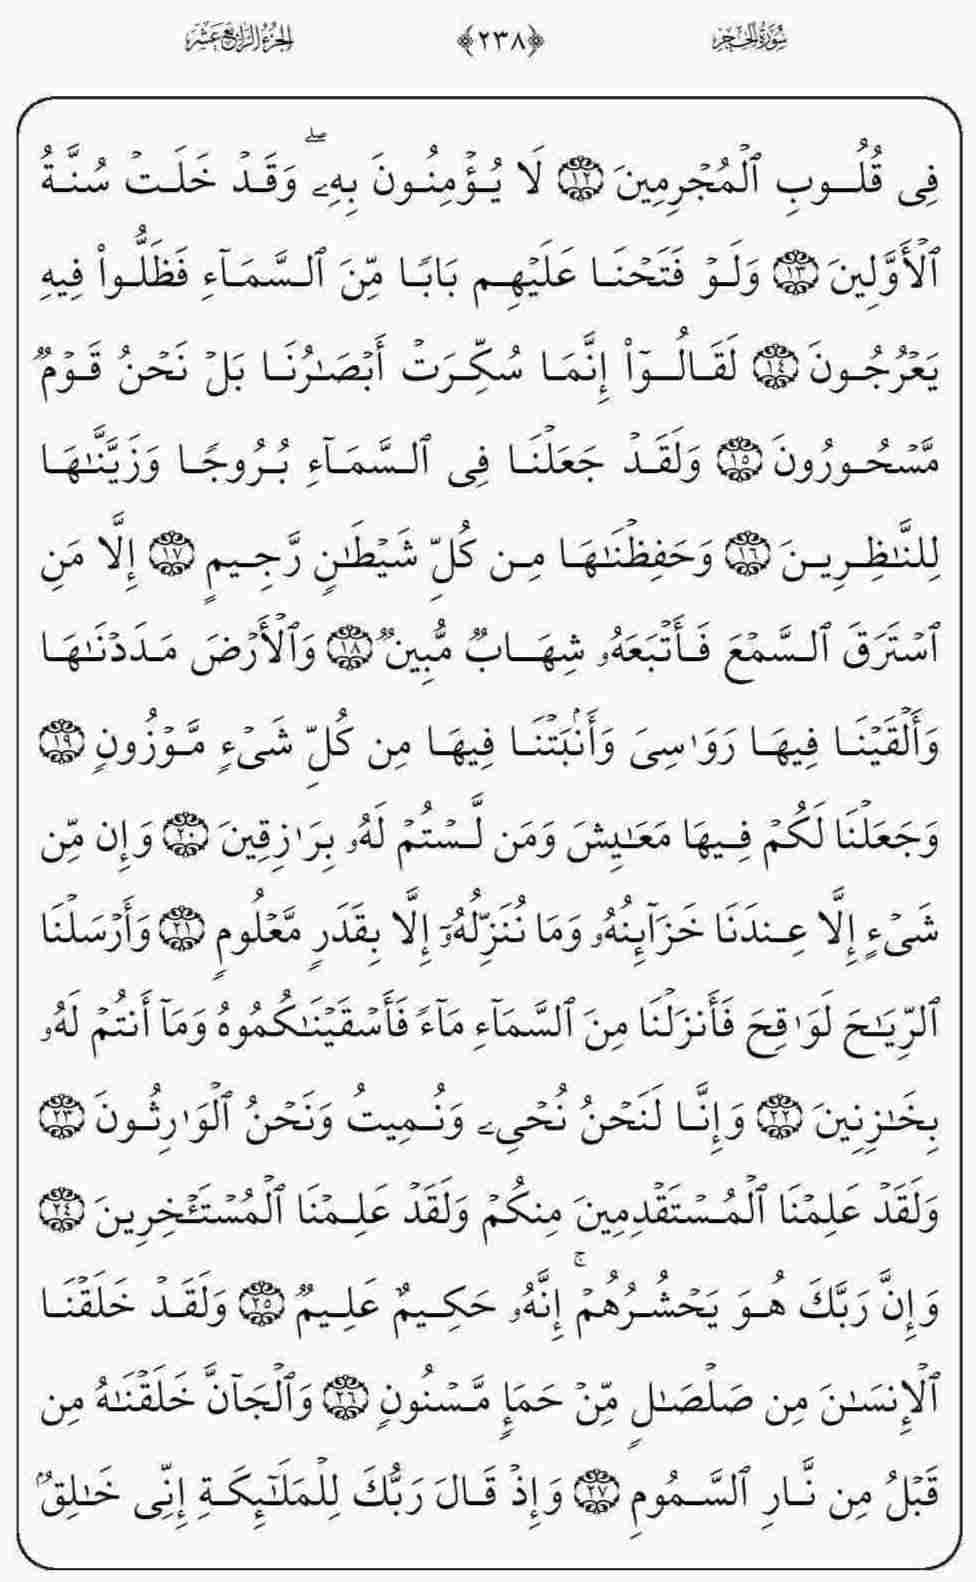 سُورَةُ الحِجْرِ ﴿٢٣٨﴾ الجُزْءُ الرَّابِعَ عَشَرَ
فِى قُلُوبِ ٱلۡمُجۡرِمِينَ ١٢ لَا يُؤۡمِنُونَ بِهِۦۖ وَقَدۡ خَلَتۡ سُنَّةُ
ٱلۡأَوَّلِينَ ١٣ وَلَوۡ فَتَحۡنَا عَلَيۡهِم بَابٗا مِّنَ ٱلسَّمَآءِ فَظَلُّواْ فِيهِ
يَعۡرُجُونَ ١٤ لَقَالُوٓاْ إِنَّمَا سُكِّرَتۡ أَبۡصَٰرُنَا بَلۡ نَحۡنُ قَوۡمٞ
مَّسۡحُورُونَ ١٥ وَلَقَدۡ جَعَلۡنَا فِى ٱلسَّمَآءِ بُرُوجٗا وَزَيَّنَّٰهَا
لِلنَّٰظِرِينَ ١٦ وَحَفِظۡنَٰهَا مِن كُلِّ شَيۡطَٰنٖ رَّجِيمٍ ١٧ إِلَّا مَنِ
ٱسۡتَرَقَ ٱلسَّمۡعَ فَأَتۡبَعَهُۥ شِهَابٞ مُّبِينٞ ١٨ وَٱلۡأَرۡضَ مَدَدۡنَٰهَا
وَأَلۡقَيۡنَا فِيهَا رَوَٰسِىَ وَأَنۢبَتۡنَا فِيهَا مِن كُلِّ شَىۡءٖ مَّوۡزُونٖ ١٩
وَجَعَلۡنَا لَكُمۡ فِيهَا مَعَٰيِشَ وَمَن لَّسۡتُمۡ لَهُۥ بِرَٰزِقِينَ ٢٠ وَإِن مِّن
شَىۡءٍ إِلَّا عِندَنَا خَزَآئِنُهُۥ وَمَا نُنَزِّلُهُۥٓ إِلَّا بِقَدَرٖ مَّعۡلُومٖ ٢١ وَأَرۡسَلۡنَا
ٱلرِّيَٰحَ لَوَٰقِحَ فَأَنزَلۡنَا مِنَ ٱلسَّمَآءِ مَآءٗ فَأَسۡقَيۡنَٰكُمُوهُ وَمَآ أَنتُمۡ لَهُۥ
بِخَٰزِنِينَ ٢٢ وَإِنَّا لَنَحۡنُ نُحۡىِۦ وَنُمِيتُ وَنَحۡنُ ٱلۡوَٰرِثُونَ ٢٣
وَلَقَدۡ عَلِمۡنَا ٱلۡمُسۡتَقۡدِمِينَ مِنكُمۡ وَلَقَدۡ عَلِمۡنَا ٱلۡمُسۡتَـٔۡخِرِينَ ٢٤
وَإِنَّ رَبَّكَ هُوَ يَحۡشُرُهُمۡۚ إِنَّهُۥ حَكِيمٌ عَلِيمٞ ٢٥ وَلَقَدۡ خَلَقۡنَا
ٱلۡإِنسَٰنَ مِن صَلۡصَٰلٖ مِّنۡ حَمَإٖ مَّسۡنُونٖ ٢٦ وَٱلۡجَآنَّ خَلَقۡنَٰهُ مِن
قَبۡلُ مِن نَّارِ ٱلسَّمُومِ ٢٧ وَإِذۡ قَالَ رَبُّكَ لِلۡمَلَٰٓئِكَةِ إِنِّى خَٰلِقُۢ